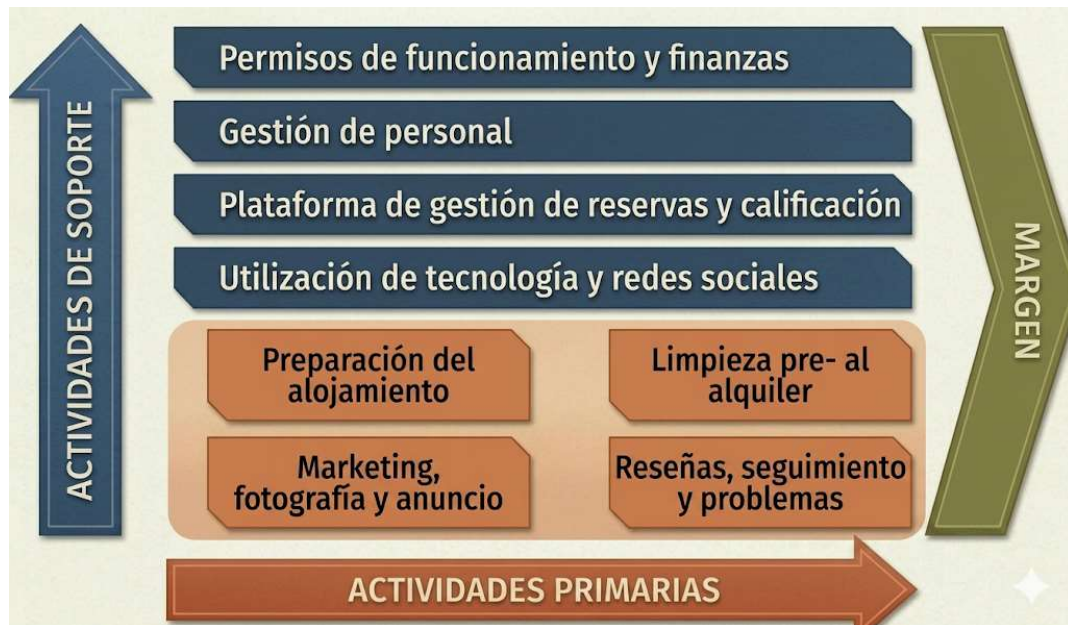 ACTIVIDADES DE SOPORTE
Permisos de funcionamiento y finanzas
Gestión de personal
Plataforma de gestión de reservas y calificación
Utilización de tecnología y redes sociales
Preparación del
alojamiento
Limpieza pre- al
alquiler
Marketing,
fotografía y anuncio
Reseñas, seguimiento
y problemas
MARGEN
ACTIVIDADES PRIMARIAS